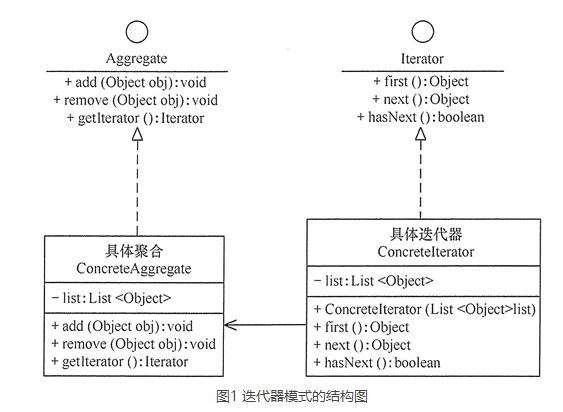 Aggregate
+ add (Object obj): void
+ remove (Object obj): void
+ getIterator (): Iterator
Iterator
+ first (): Object
+ next (): Object
+ hasNext (): boolean
具体聚合
ConcreteAggregate
− list: List <Object>
+ add (Object obj): void
+ remove (Object obj): void
+ getIterator (): Iterator
具体迭代器
ConcreteIterator
− list: List <Object>
+ ConcreteIterator (List <Object>list)
+ first (): Object
+ next (): Object
+ hasNext (): boolean
图1 迭代器模式的结构图